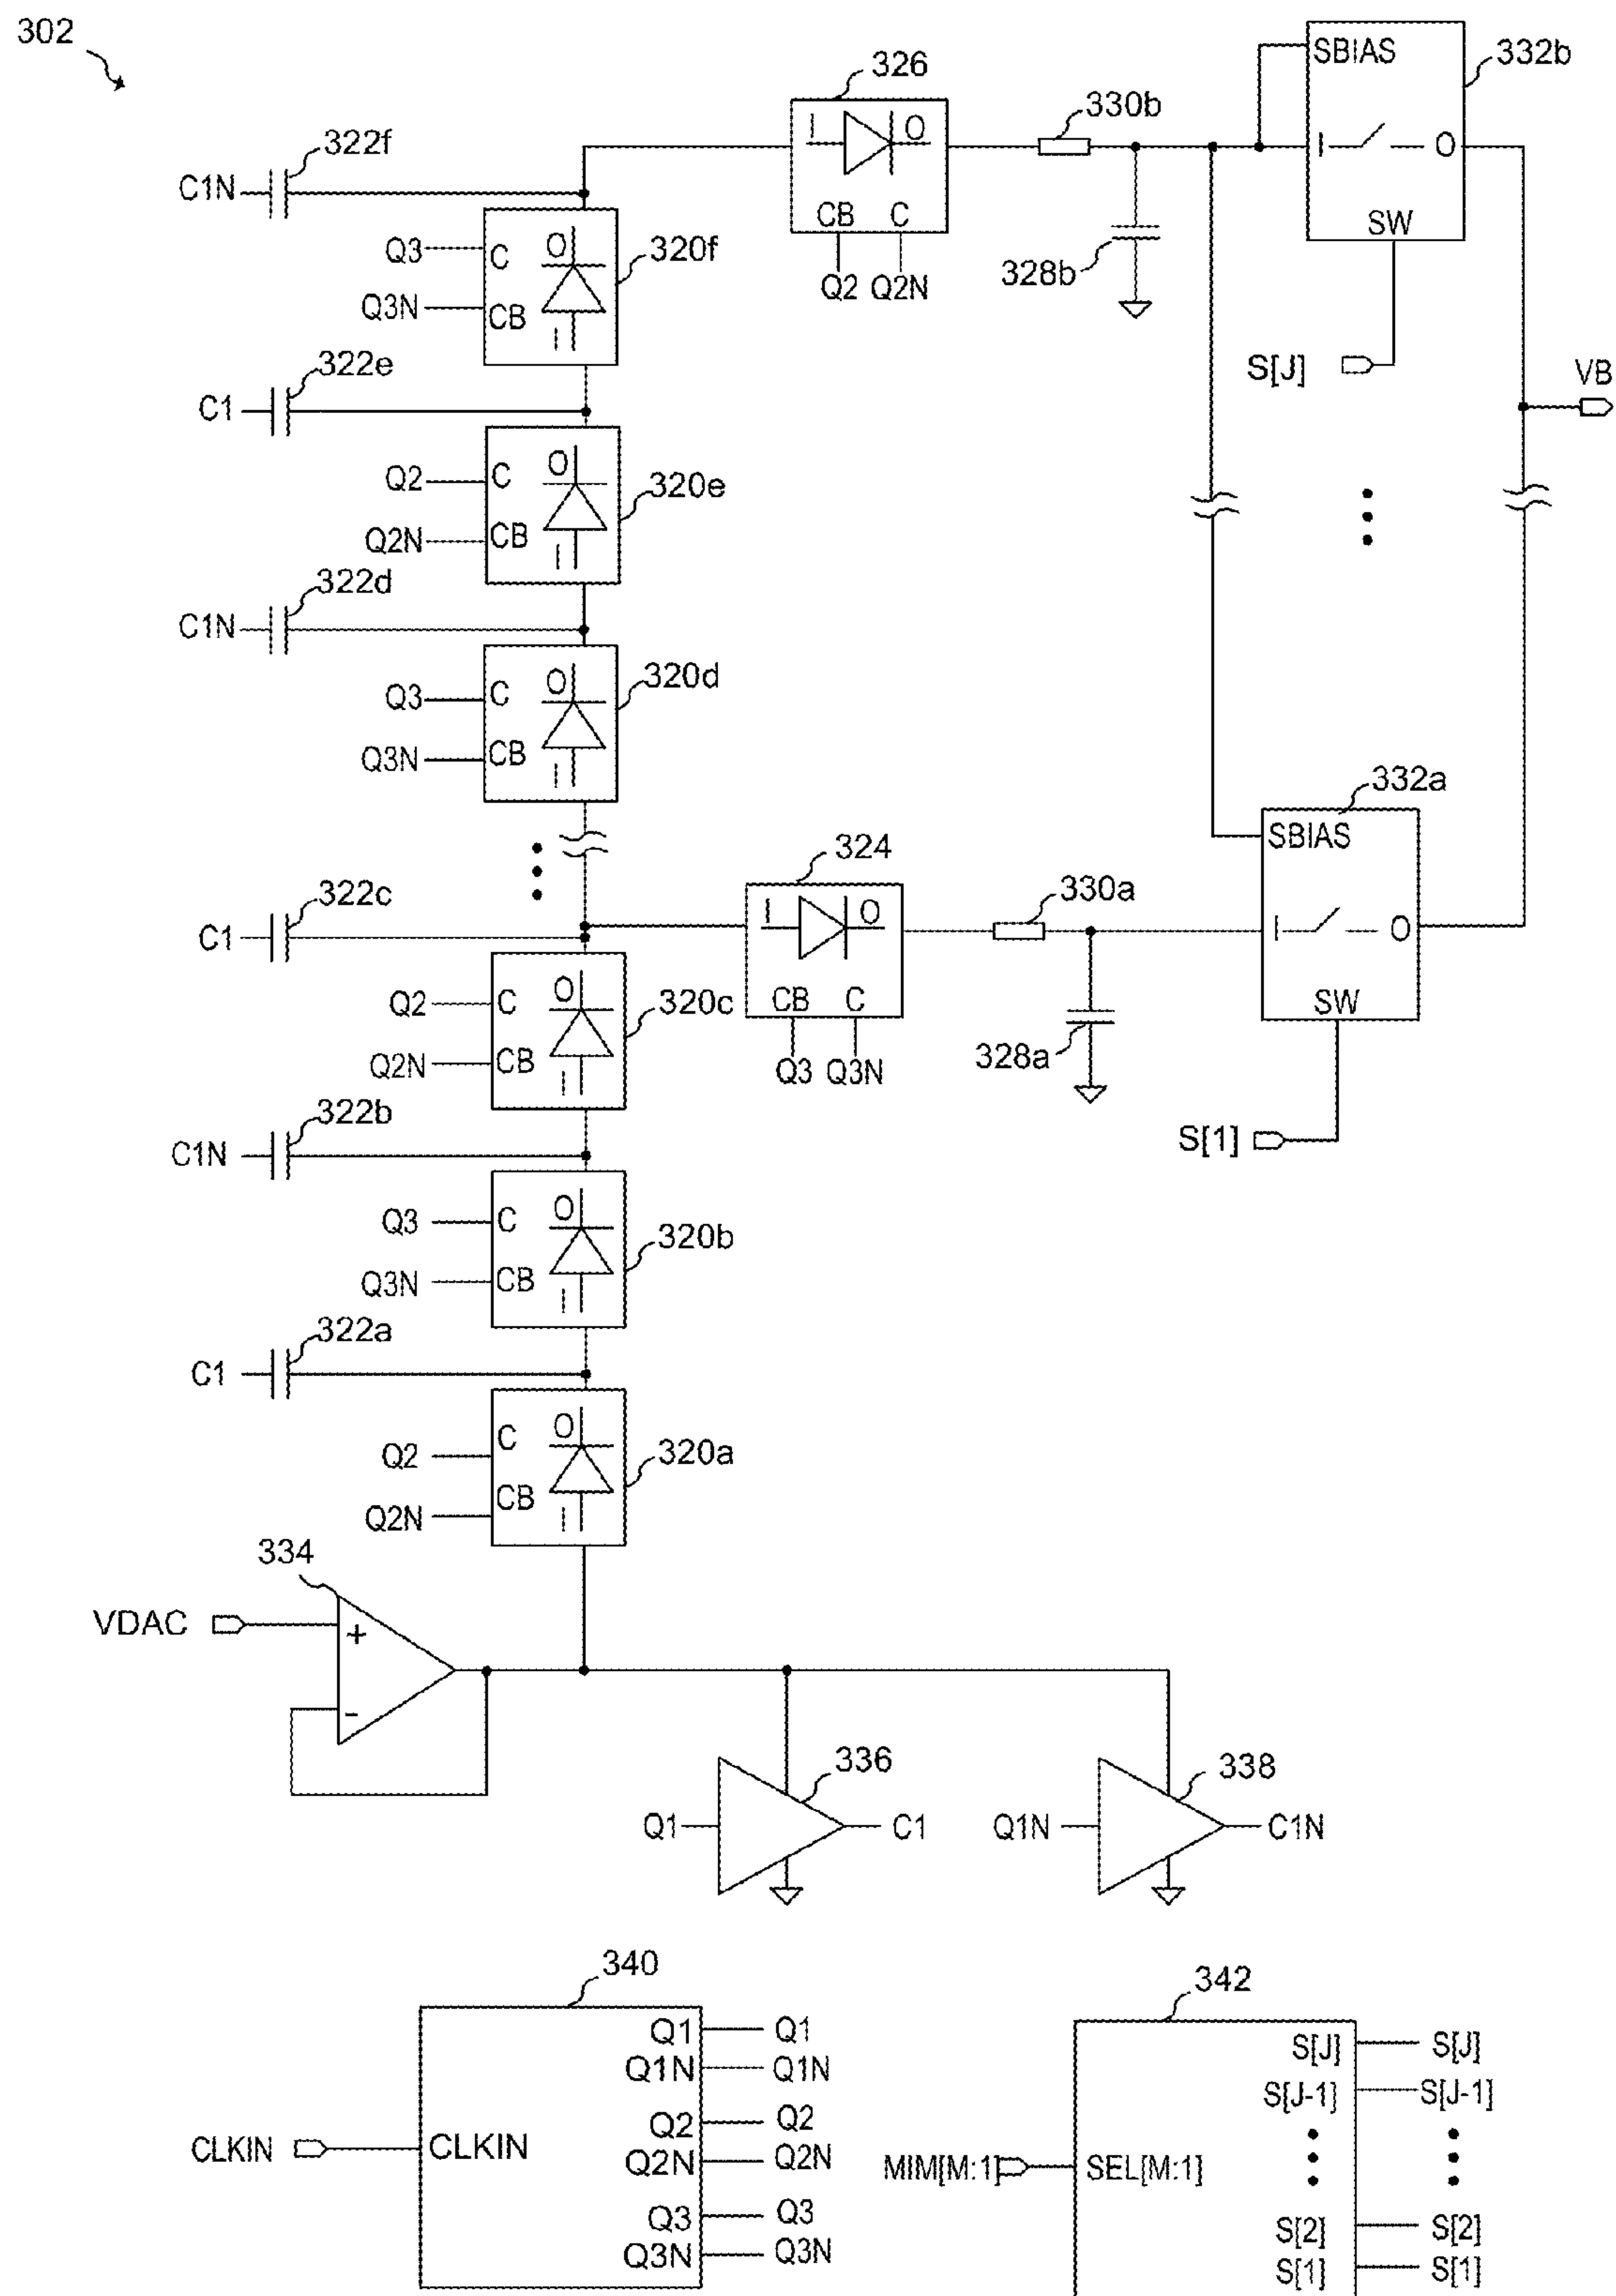 302
326
332b
SBIAS
330b
322f
I
O
I
O
C1N
CB
C
SW
Q3
C
O
320f
328b
Q2
Q2N
Q3N
CB
I
322e
S[J]
VB
C1
Q2
C
O
320e
Q2N
CB
I
322d
C1N
Q3
C
O
320d
332a
Q3N
CB
I
SBIAS
324
330a
322c
I
O
I
O
C1
Q2
C
O
320c
CB
C
SW
328a
Q2N
CB
I
Q3
Q3N
322b
S[1]
C1N
Q3
C
O
320b
Q3N
CB
I
322a
C1
Q2
C
O
320a
Q2N
CB
I
334
VDAC
+
-
336
338
Q1
C1
Q1N
C1N
340
342
Q1
Q1
Q1N
Q1N
Q2
Q2
CLKIN
CLKIN
Q2N
Q2N
Q3
Q3
Q3N
Q3N
S[J]
S[J]
S[J-1]
S[J-1]
MIM[M:1]
SEL[M:1]
S[2]
S[2]
S[1]
S[1]